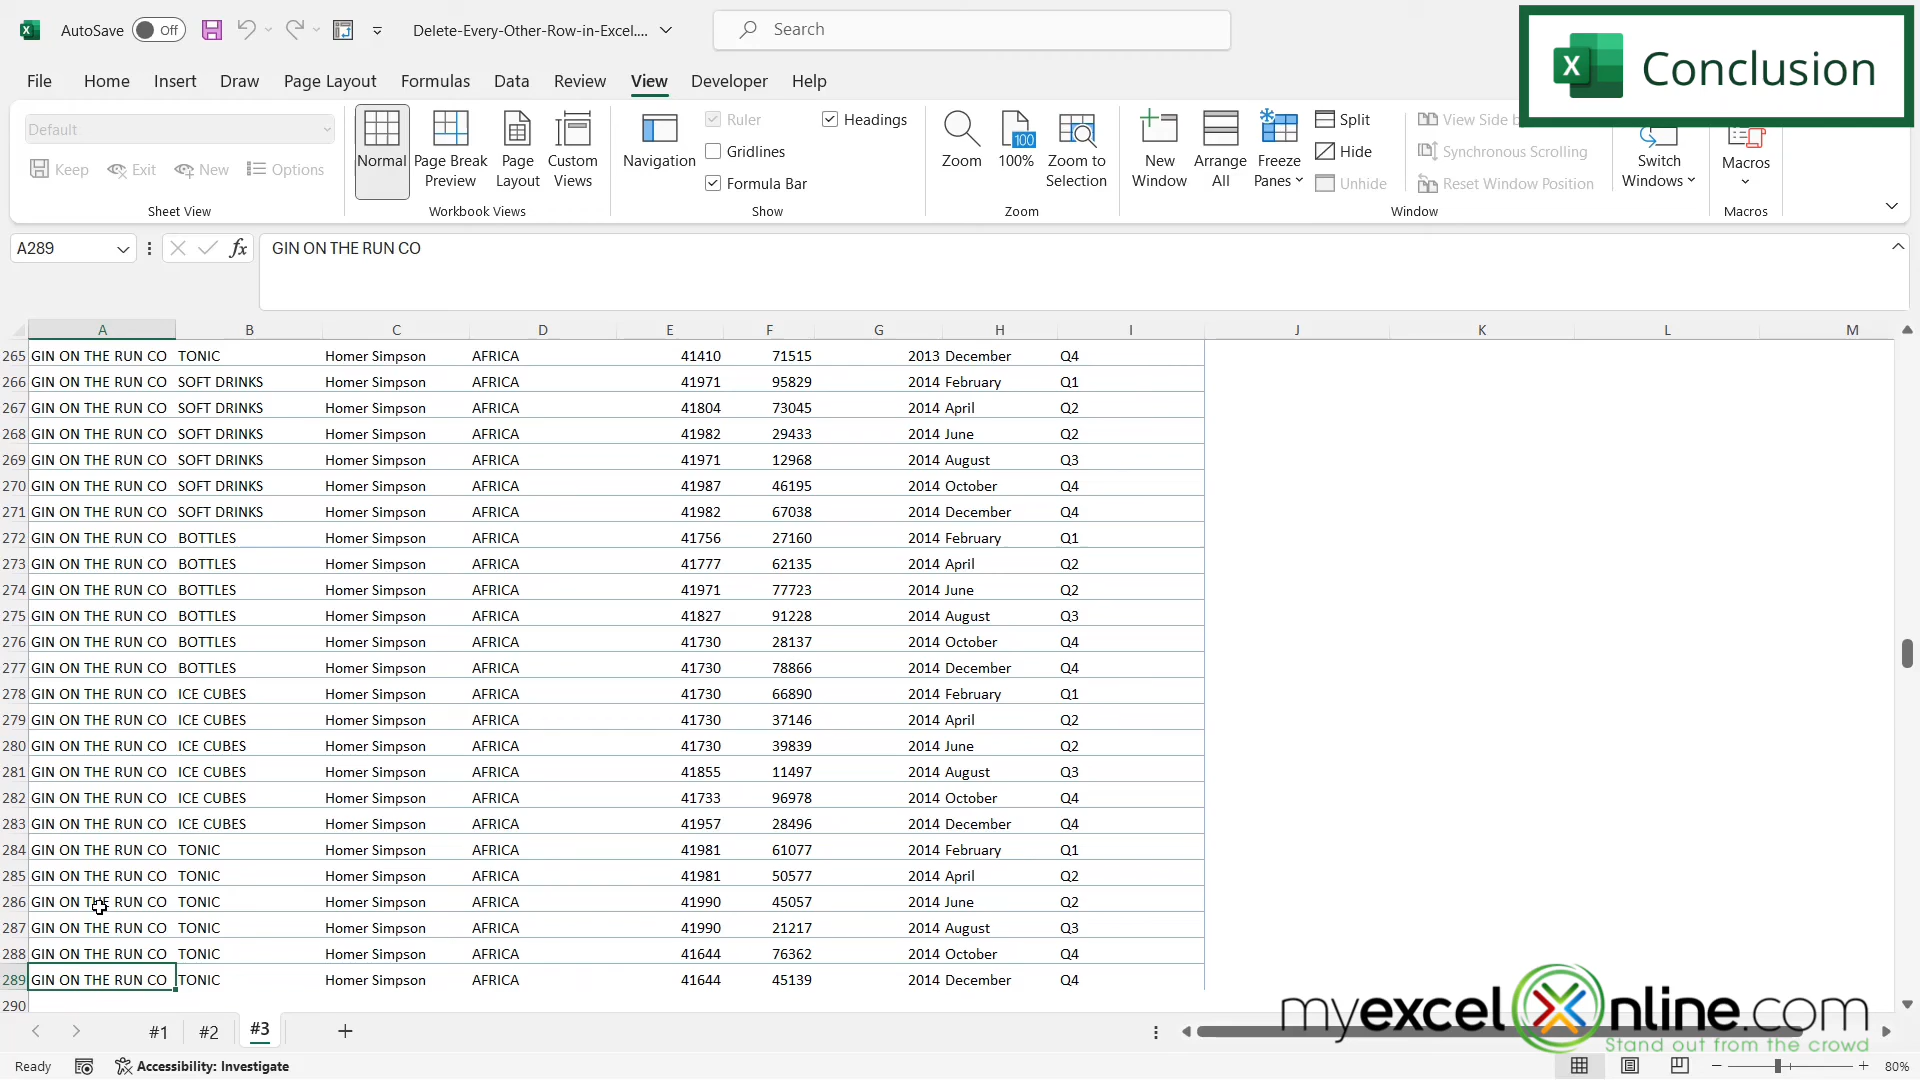 AutoSave Off Delete-Every-Other-Row-in-Excel.... Search
X Conclusion
File Home Insert Draw Page Layout Formulas Data Review View Developer Help
Default
Keep Exit New Options
Sheet View
Normal Page Break Preview Page Layout Custom Views
Workbook Views
Navigation
Ruler Headings
Gridlines
Formula Bar
Show
Zoom 100 100% Zoom to Selection
Zoom
New Window Arrange All Freeze Panes
Split
Hide
Unhide
View Side b
Synchronous Scrolling
Reset Window Position
Switch Windows
Window
Macros
Macros
A289 fx GIN ON THE RUN CO
A B C D E F G H I J K L M
265 GIN ON THE RUN CO TONIC Homer Simpson AFRICA 41410 71515 2013 December Q4
266 GIN ON THE RUN CO SOFT DRINKS Homer Simpson AFRICA 41971 95829 2014 February Q1
267 GIN ON THE RUN CO SOFT DRINKS Homer Simpson AFRICA 41804 73045 2014 April Q2
268 GIN ON THE RUN CO SOFT DRINKS Homer Simpson AFRICA 41982 29433 2014 June Q2
269 GIN ON THE RUN CO SOFT DRINKS Homer Simpson AFRICA 41971 12968 2014 August Q3
270 GIN ON THE RUN CO SOFT DRINKS Homer Simpson AFRICA 41987 46195 2014 October Q4
271 GIN ON THE RUN CO SOFT DRINKS Homer Simpson AFRICA 41982 67038 2014 December Q4
272 GIN ON THE RUN CO BOTTLES Homer Simpson AFRICA 41756 27160 2014 February Q1
273 GIN ON THE RUN CO BOTTLES Homer Simpson AFRICA 41777 62135 2014 April Q2
274 GIN ON THE RUN CO BOTTLES Homer Simpson AFRICA 41971 77723 2014 June Q2
275 GIN ON THE RUN CO BOTTLES Homer Simpson AFRICA 41827 91228 2014 August Q3
276 GIN ON THE RUN CO BOTTLES Homer Simpson AFRICA 41730 28137 2014 October Q4
277 GIN ON THE RUN CO BOTTLES Homer Simpson AFRICA 41730 78866 2014 December Q4
278 GIN ON THE RUN CO ICE CUBES Homer Simpson AFRICA 41730 66890 2014 February Q1
279 GIN ON THE RUN CO ICE CUBES Homer Simpson AFRICA 41730 37146 2014 April Q2
280 GIN ON THE RUN CO ICE CUBES Homer Simpson AFRICA 41730 39839 2014 June Q2
281 GIN ON THE RUN CO ICE CUBES Homer Simpson AFRICA 41855 11497 2014 August Q3
282 GIN ON THE RUN CO ICE CUBES Homer Simpson AFRICA 41733 96978 2014 October Q4
283 GIN ON THE RUN CO ICE CUBES Homer Simpson AFRICA 41957 28496 2014 December Q4
284 GIN ON THE RUN CO TONIC Homer Simpson AFRICA 41981 61077 2014 February Q1
285 GIN ON THE RUN CO TONIC Homer Simpson AFRICA 41981 50577 2014 April Q2
286 GIN ON THE RUN CO TONIC Homer Simpson AFRICA 41990 45057 2014 June Q2
287 GIN ON THE RUN CO TONIC Homer Simpson AFRICA 41990 21217 2014 August Q3
288 GIN ON THE RUN CO TONIC Homer Simpson AFRICA 41644 76362 2014 October Q4
289 GIN ON THE RUN CO TONIC Homer Simpson AFRICA 41644 45139 2014 December Q4
290
#1 #2 #3
myexcelOnline.com
Stand out from the crowd
Ready Accessibility: Investigate 80%